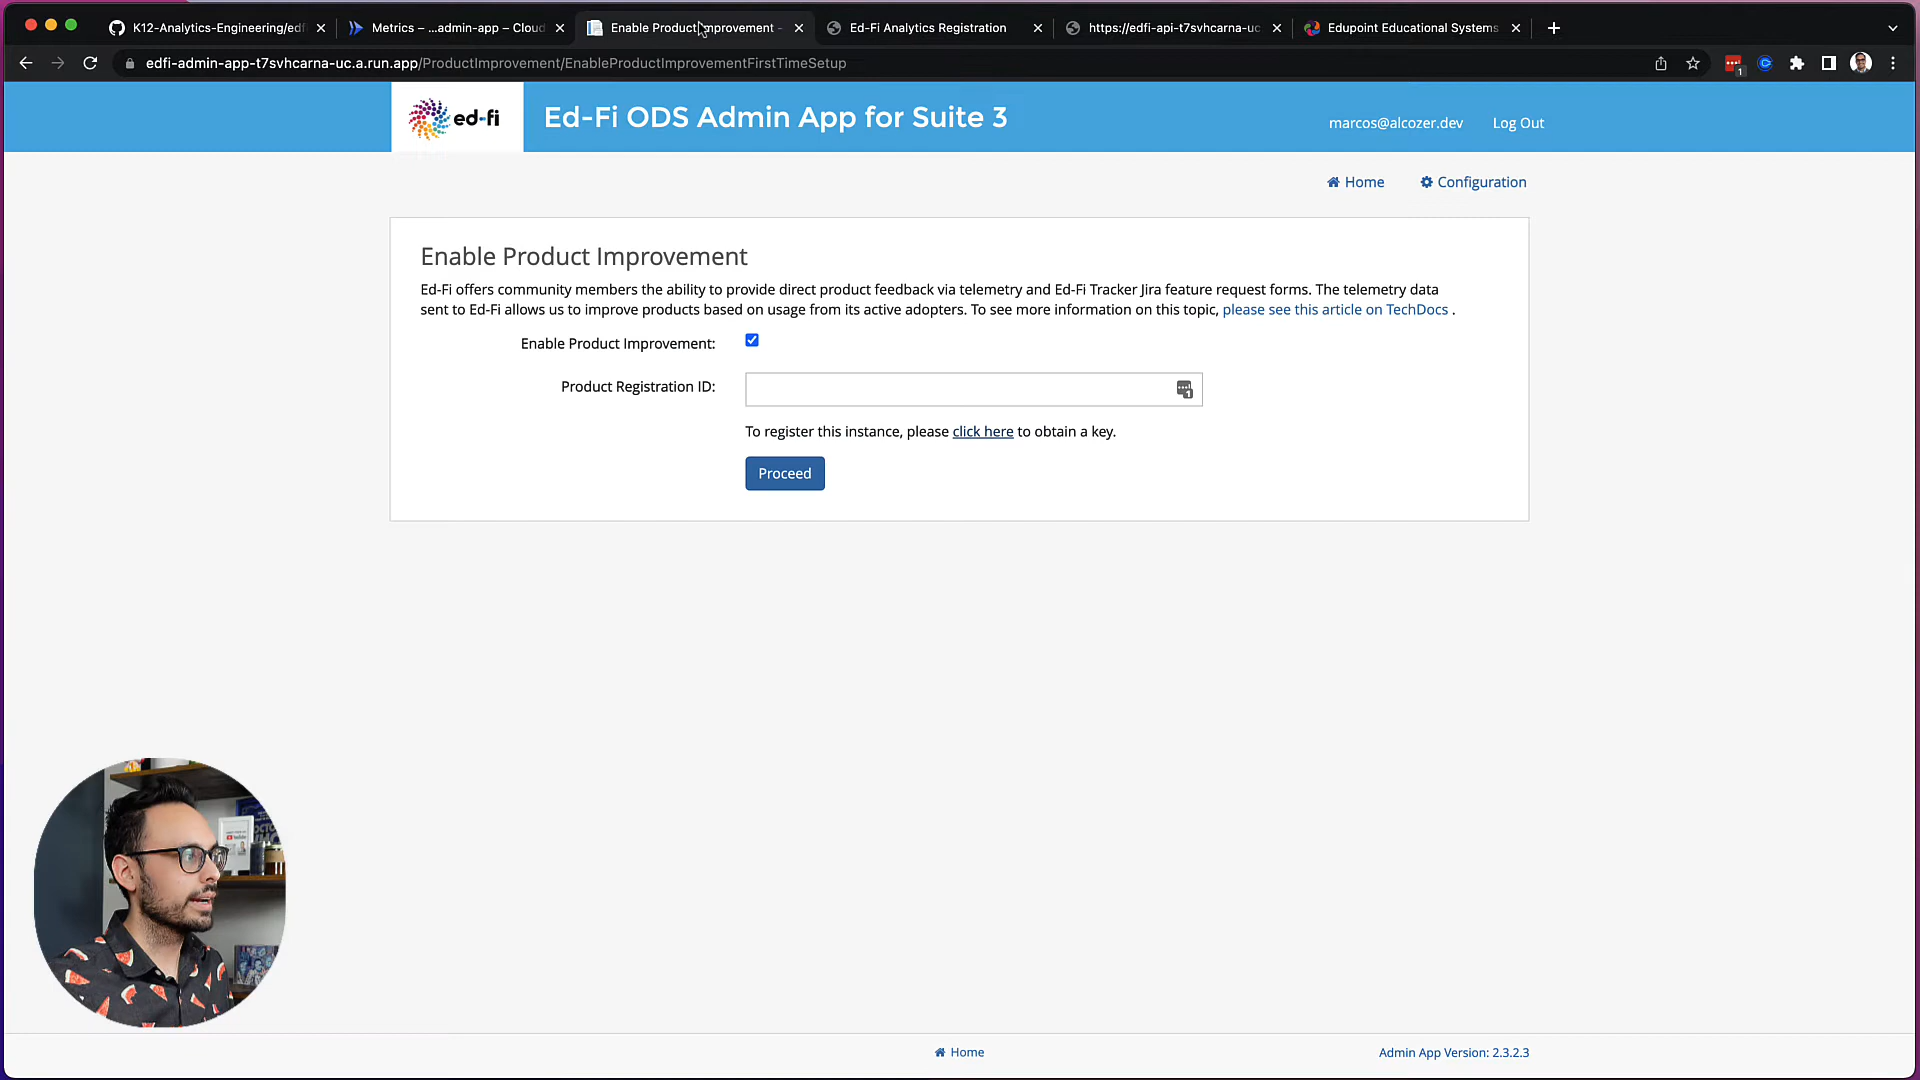 K12-Analytics-Engineering/edf
Metrics – ...admin-app – Cloud
Enable Product Improvement -
Ed-Fi Analytics Registration
https://edfi-api-t7svhcarna-uc
Edupoint Educational Systems
edfi-admin-app-t7svhcarna-uc.a.run.app/ProductImprovement/EnableProductImprovementFirstTimeSetup
1
ed-fi
Ed-Fi ODS Admin App for Suite 3
marcos@alcozer.dev
Log Out
Home
Configuration
Enable Product Improvement
Ed-Fi offers community members the ability to provide direct product feedback via telemetry and Ed-Fi Tracker Jira feature request forms. The telemetry data
sent to Ed-Fi allows us to improve products based on usage from its active adopters. To see more information on this topic, please see this article on TechDocs .
Enable Product Improvement:
Product Registration ID:
1
To register this instance, please click here to obtain a key.
Proceed
Home
Admin App Version: 2.3.2.3